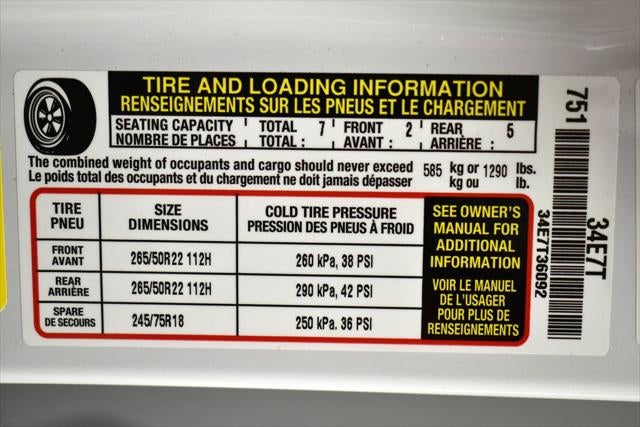 TIRE AND LOADING INFORMATION
RENSEIGNEMENTS SUR LES PNEUS ET LE CHARGEMENT
SEATING CAPACITY TOTAL 7 FRONT 2 REAR 5
NOMBRE DE PLACES TOTAL : AVANT : ARRIÈRE :
The combined weight of occupants and cargo should never exceed 585 kg or 1290 lbs.
Le poids total des occupants et du chargement ne doit jamais dépasser kg ou lb.
TIRE SIZE COLD TIRE PRESSURE
PNEU DIMENSIONS PRESSION DES PNEUS À FROID
FRONT
AVANT 265/50R22 112H 260 kPa, 38 PSI
REAR
ARRIÈRE 265/50R22 112H 290 kPa, 42 PSI
SPARE
DE SECOURS 245/75R18 250 kPa. 36 PSI
SEE OWNER'S
MANUAL FOR
ADDITIONAL
INFORMATION
VOIR LE MANUEL
DE L'USAGER
POUR PLUS DE
RENSEIGNEMENTS
751
34E7T
34E7T36092